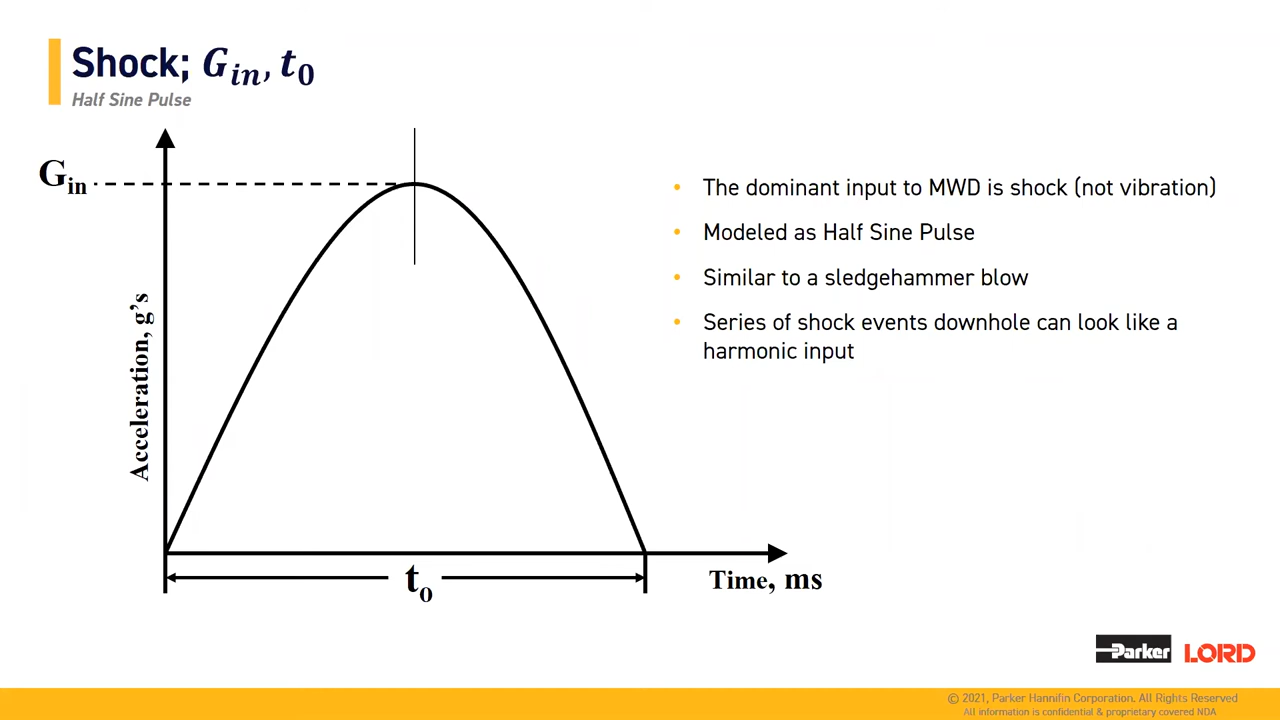 Shock; G_in, t_0
Half Sine Pulse
G_in
Acceleration, g's
t_o
Time, ms
• The dominant input to MWD is shock (not vibration)
• Modeled as Half Sine Pulse
• Similar to a sledgehammer blow
• Series of shock events downhole can look like a
harmonic input
Parker LORD
© 2021, Parker Hannifin Corporation. All Rights Reserved
All information is confidential & proprietary covered NDA